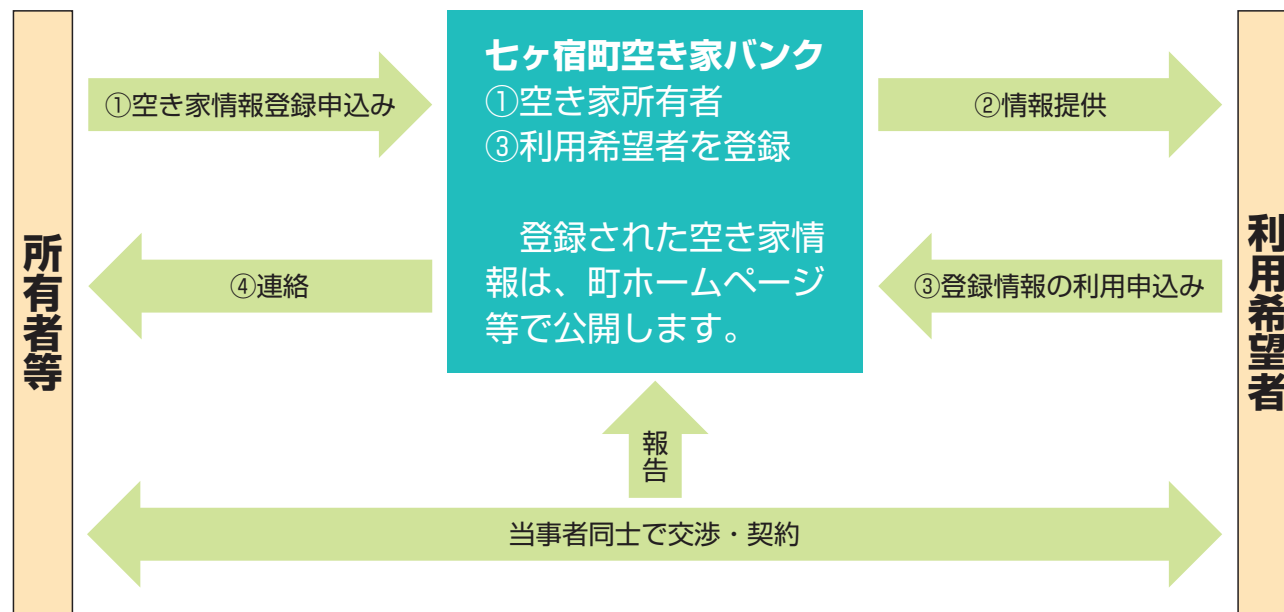 所有者等
①空き家情報登録申込み
七ヶ宿町空き家バンク
①空き家所有者
③利用希望者を登録
登録された空き家情
報は、町ホームページ
等で公開します。
②情報提供
④連絡
③登録情報の利用申込み
利用希望者
報告
当事者同士で交渉・契約